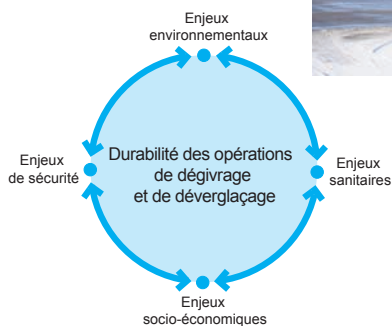 Enjeux
environnementaux
Enjeux
de sécurité
Durabilité des opérations
de dégivrage
et de déverglaçage
Enjeux
sanitaires
Enjeux
socio-économiques